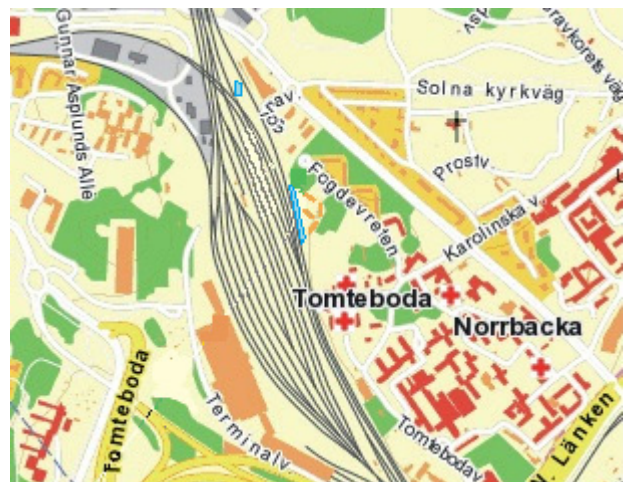 Gunnar Asplunds Allé
Solna kyrkväg
Prostv.
Fogdevreten
Karolinska v.
Tomteboda
Norrbacka
Tomteboda
Terminalv
Tomtebodav
N. Länken